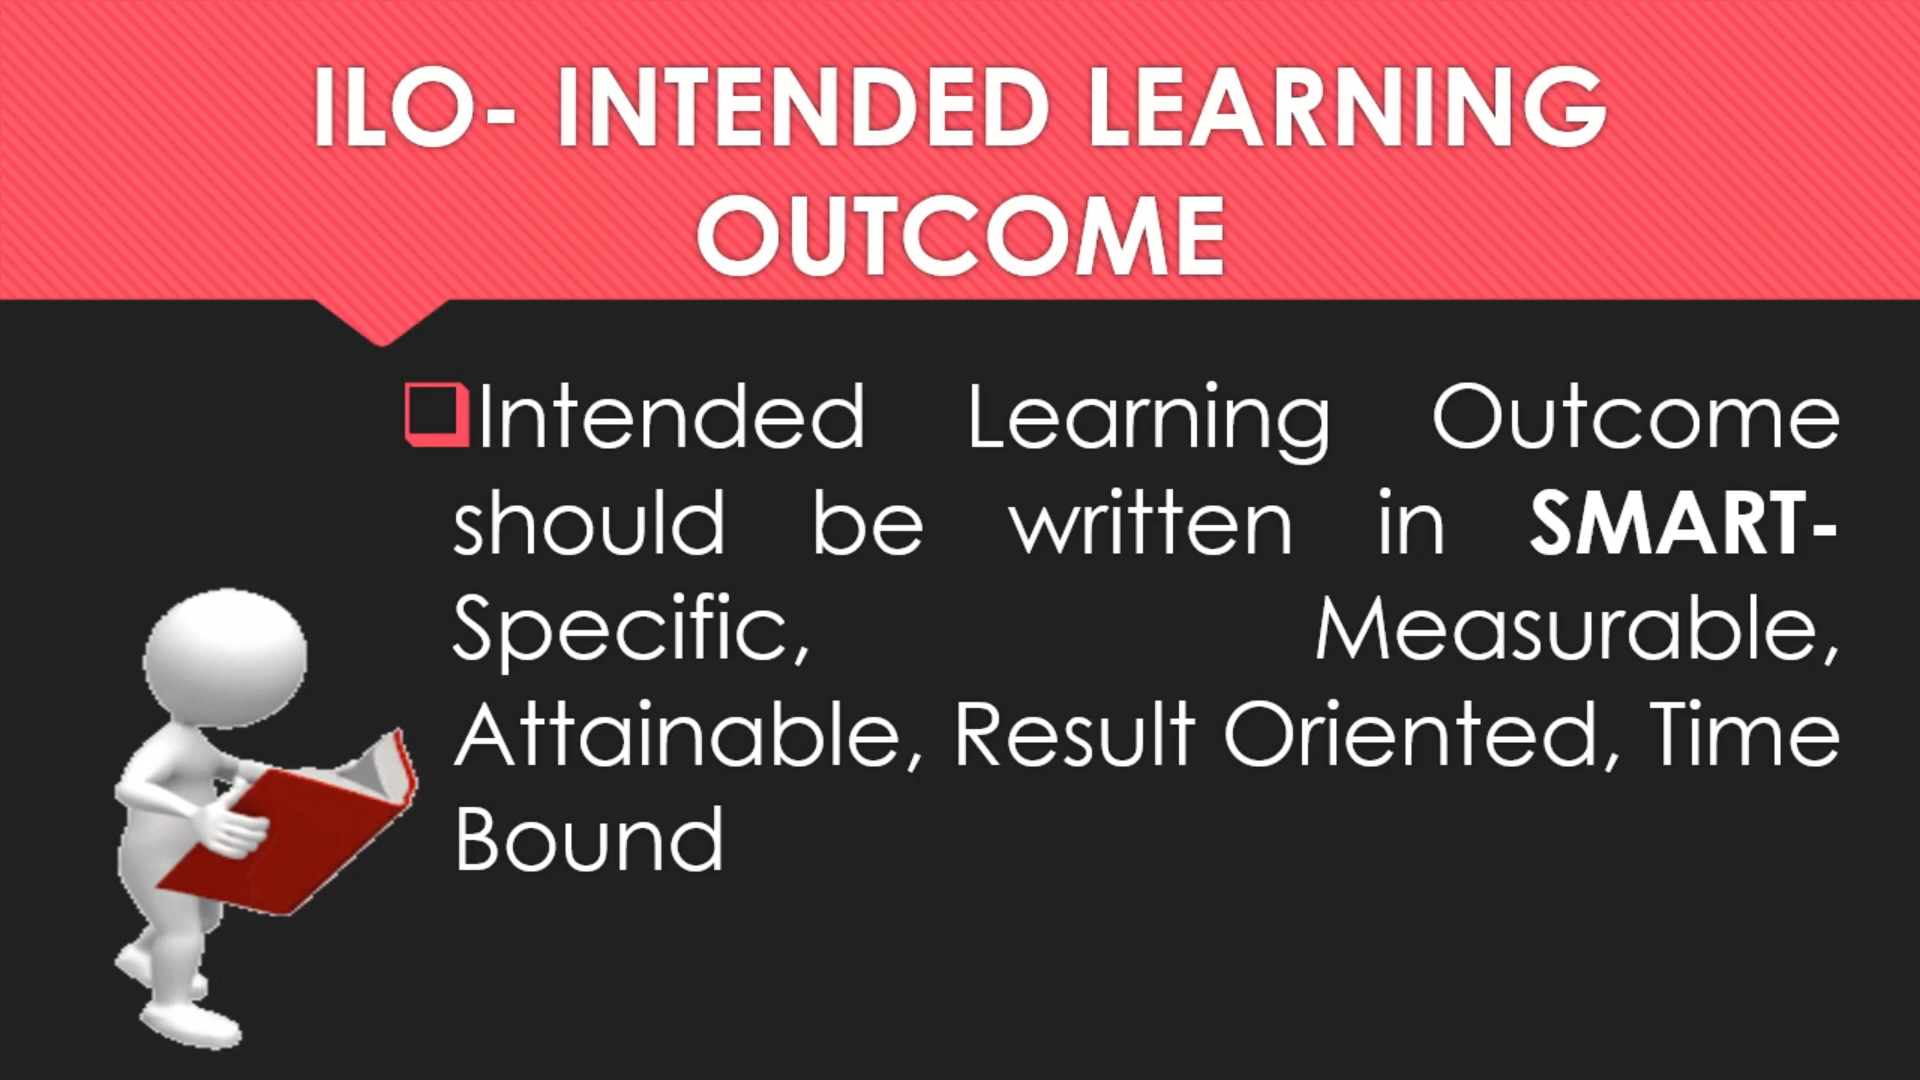 ILO- INTENDED LEARNING
OUTCOME
Intended Learning Outcome
should be written in SMART-
Specific, Measurable,
Attainable, Result Oriented, Time
Bound